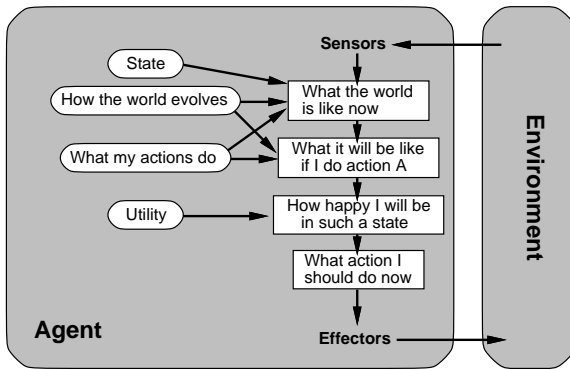 Sensors
State
What the world
is like now
How the world evolves
What it will be like
if I do action A
What my actions do
How happy I will be
in such a state
Utility
What action I
should do now
Agent
Effectors
Environment